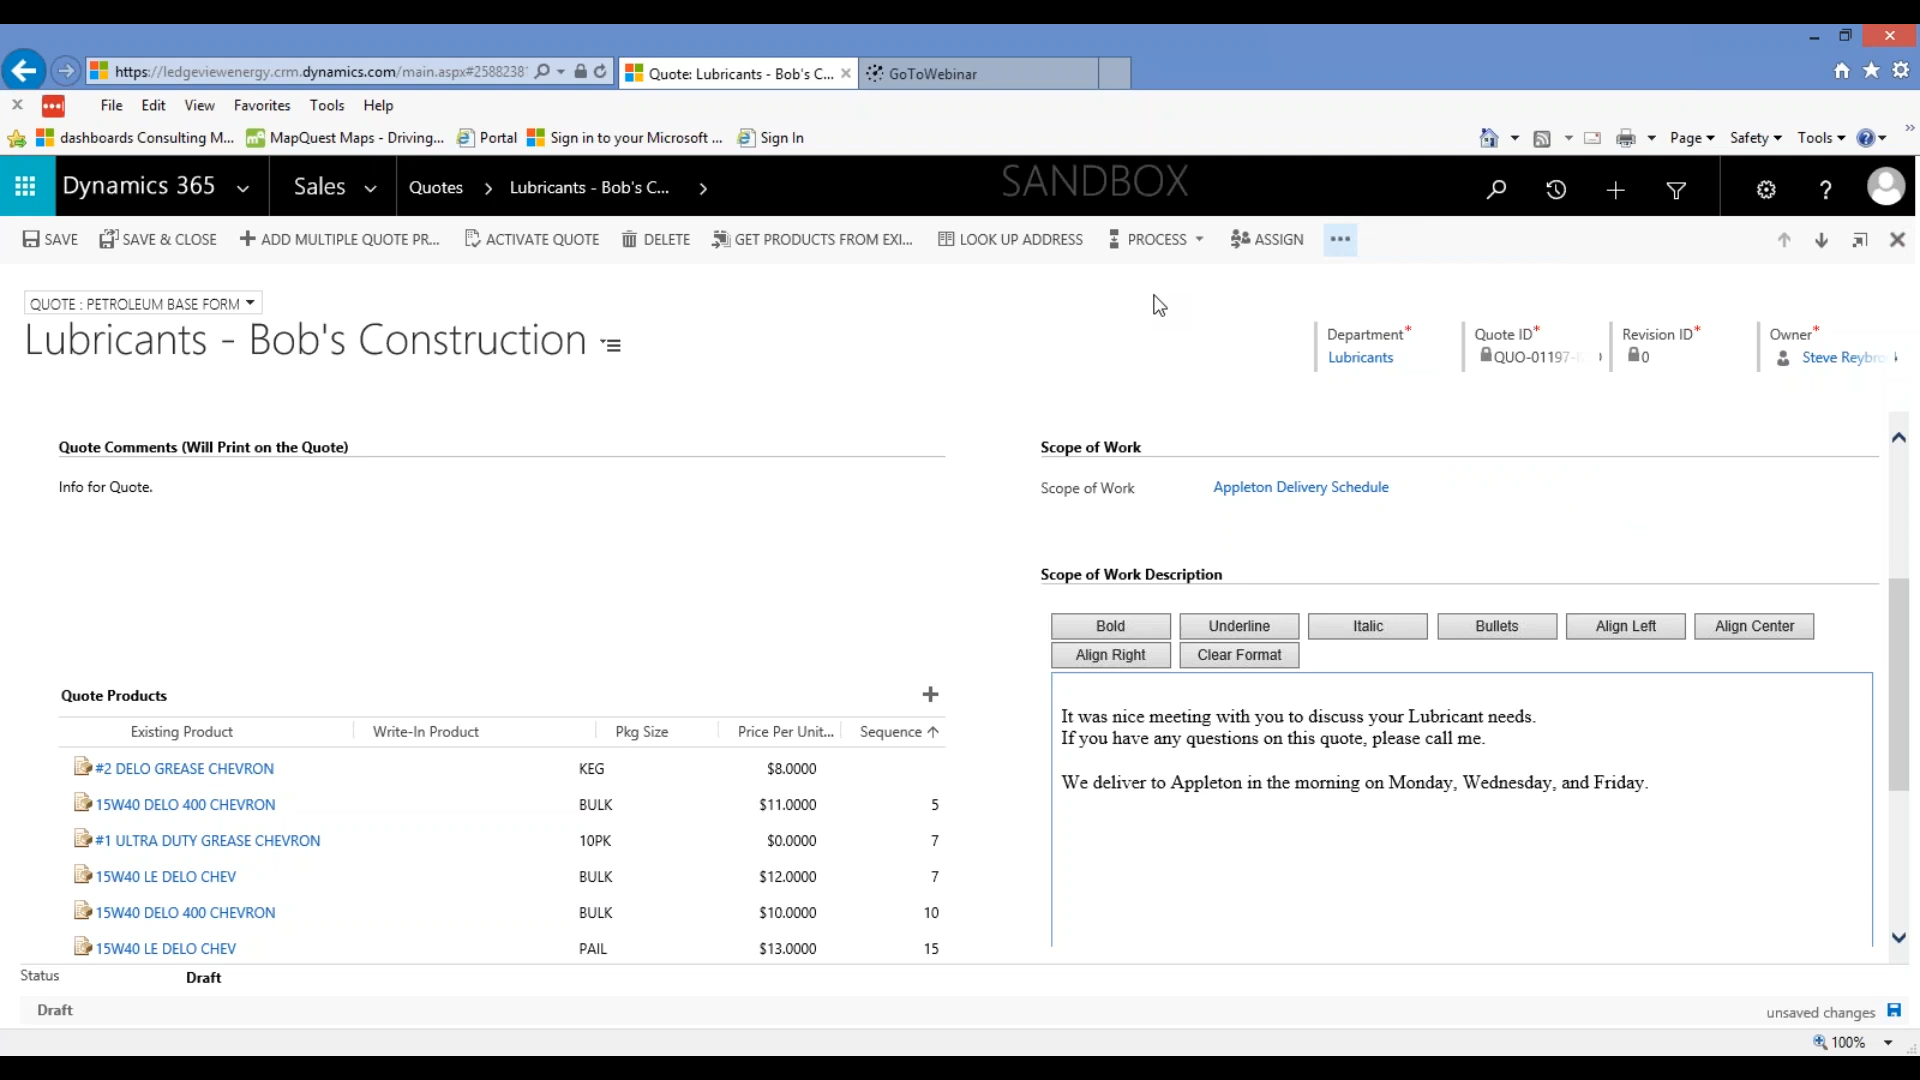 https://ledgeviewenergy.crm.dynamics.com/main.aspx#2588238
Quote: Lubricants - Bob's C...
GoToWebinar
File Edit View Favorites Tools Help
dashboards Consulting M... MapQuest Maps - Driving... Portal Sign in to your Microsoft ... Sign In
Page Safety Tools
Dynamics 365 Sales Quotes Lubricants - Bob's C... SANDBOX
SAVE SAVE & CLOSE ADD MULTIPLE QUOTE PR... ACTIVATE QUOTE DELETE GET PRODUCTS FROM EXI... LOOK UP ADDRESS PROCESS ASSIGN
QUOTE : PETROLEUM BASE FORM
Lubricants - Bob's Construction
Department* Quote ID* Revision ID* Owner*
Lubricants QUO-01197- 0 Steve
Quote Comments (Will Print on the Quote)
Info for Quote.
Scope of Work
Scope of Work Appleton Delivery Schedule
Scope of Work Description
Bold Underline Italic Bullets Align Left Align Center
Align Right Clear Format
It was nice meeting with you to discuss your Lubricant needs.
If you have any questions on this quote, please call me.
We deliver to Appleton in the morning on Monday, Wednesday, and Friday.
Quote Products
Existing Product Write-In Product Pkg Size Price Per Unit... Sequence
#2 DELO GREASE CHEVRON KEG $8.0000
15W40 DELO 400 CHEVRON BULK $11.0000 5
#1 ULTRA DUTY GREASE CHEVRON 10PK $0.0000 7
15W40 LE DELO CHEV BULK $12.0000 7
15W40 DELO 400 CHEVRON BULK $10.0000 10
15W40 LE DELO CHEV PAIL $13.0000 15
Status Draft
Draft
unsaved changes
100%